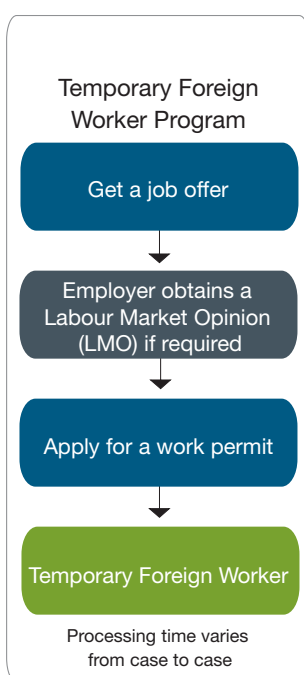 Temporary Foreign
Worker Program
Get a job offer
Employer obtains a
Labour Market Opinion
(LMO) if required
Apply for a work permit
Temporary Foreign Worker
Processing time varies
from case to case